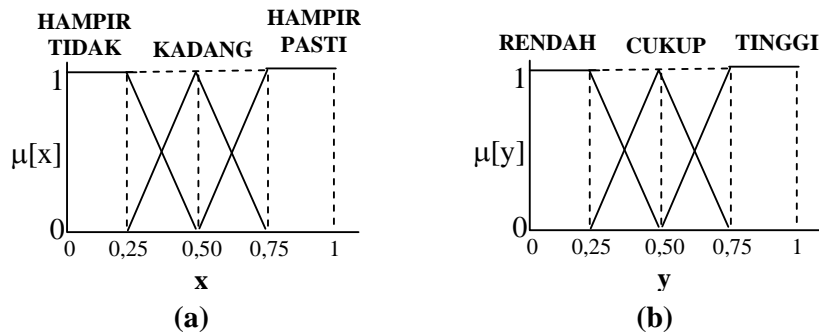 HAMPIR TIDAK
KADANG
HAMPIR PASTI
1
μ[x]
0
0 0,25 0,50 0,75 1
x
(a)
RENDAH CUKUP TINGGI
1
μ[y]
0
0 0,25 0,50 0,75 1
y
(b)